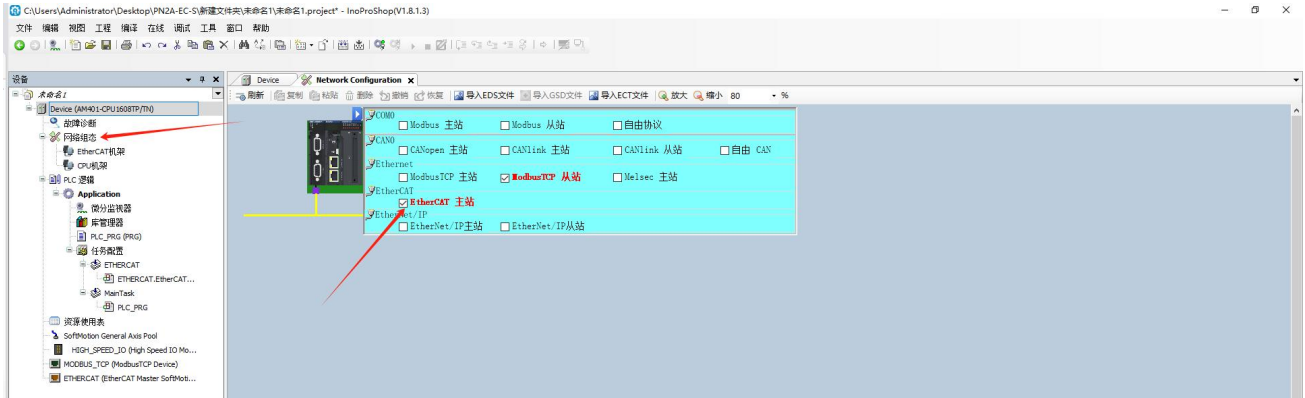 C:\Users\Administrator\Desktop\PN2A-EC-S\新建文件夹\未命名1\未命名1.project* - InoProShop(V1.8.1.3)
文件 编辑 视图 工程 编译 在线 调试 工具 窗口 帮助
设备
Device
Network Configuration
未命名1
刷新 复制 粘贴 删除 撤销 恢复 导入EDS文件 导入GSD文件 导入ECT文件 放大 缩小 80 %
Device (AM401-CPU1608TP/TN)
故障诊断
网络组态
EtherCAT机架
CPU机架
PLC 逻辑
Application
微分监视器
库管理器
PLC_PRG (PRG)
任务配置
ETHERCAT
ETHERCAT.EtherCAT...
MainTask
PLC_PRG
资源使用表
SoftMotion General Axis Pool
HIGH_SPEED_IO (High Speed IO Mo...
MODBUS_TCP (ModbusTCP Device)
ETHERCAT (EtherCAT Master SoftMoti...
COM0
Modbus 主站 Modbus 从站 自由协议
CAN0
CANopen 主站 CANlink 主站 CANlink 从站 自由 CAN
Ethernet
ModbusTCP 主站 ModbusTCP 从站 Melsec 主站
EtherCAT
EtherCAT 主站
EtherNet/IP
EtherNet/IP主站 EtherNet/IP从站